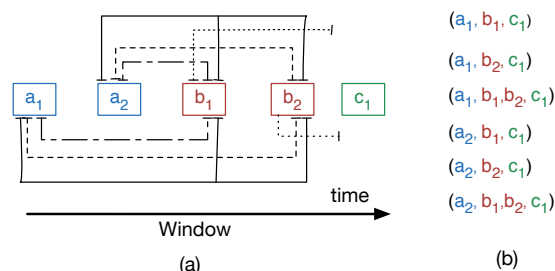 a₁ a₂ b₁ b₂ c₁
time
Window
(a)
(a₁, b₁, c₁)
(a₁, b₂, c₁)
(a₁, b₁,b₂, c₁)
(a₂, b₁, c₁)
(a₂, b₂, c₁)
(a₂, b₁,b₂, c₁)
(b)